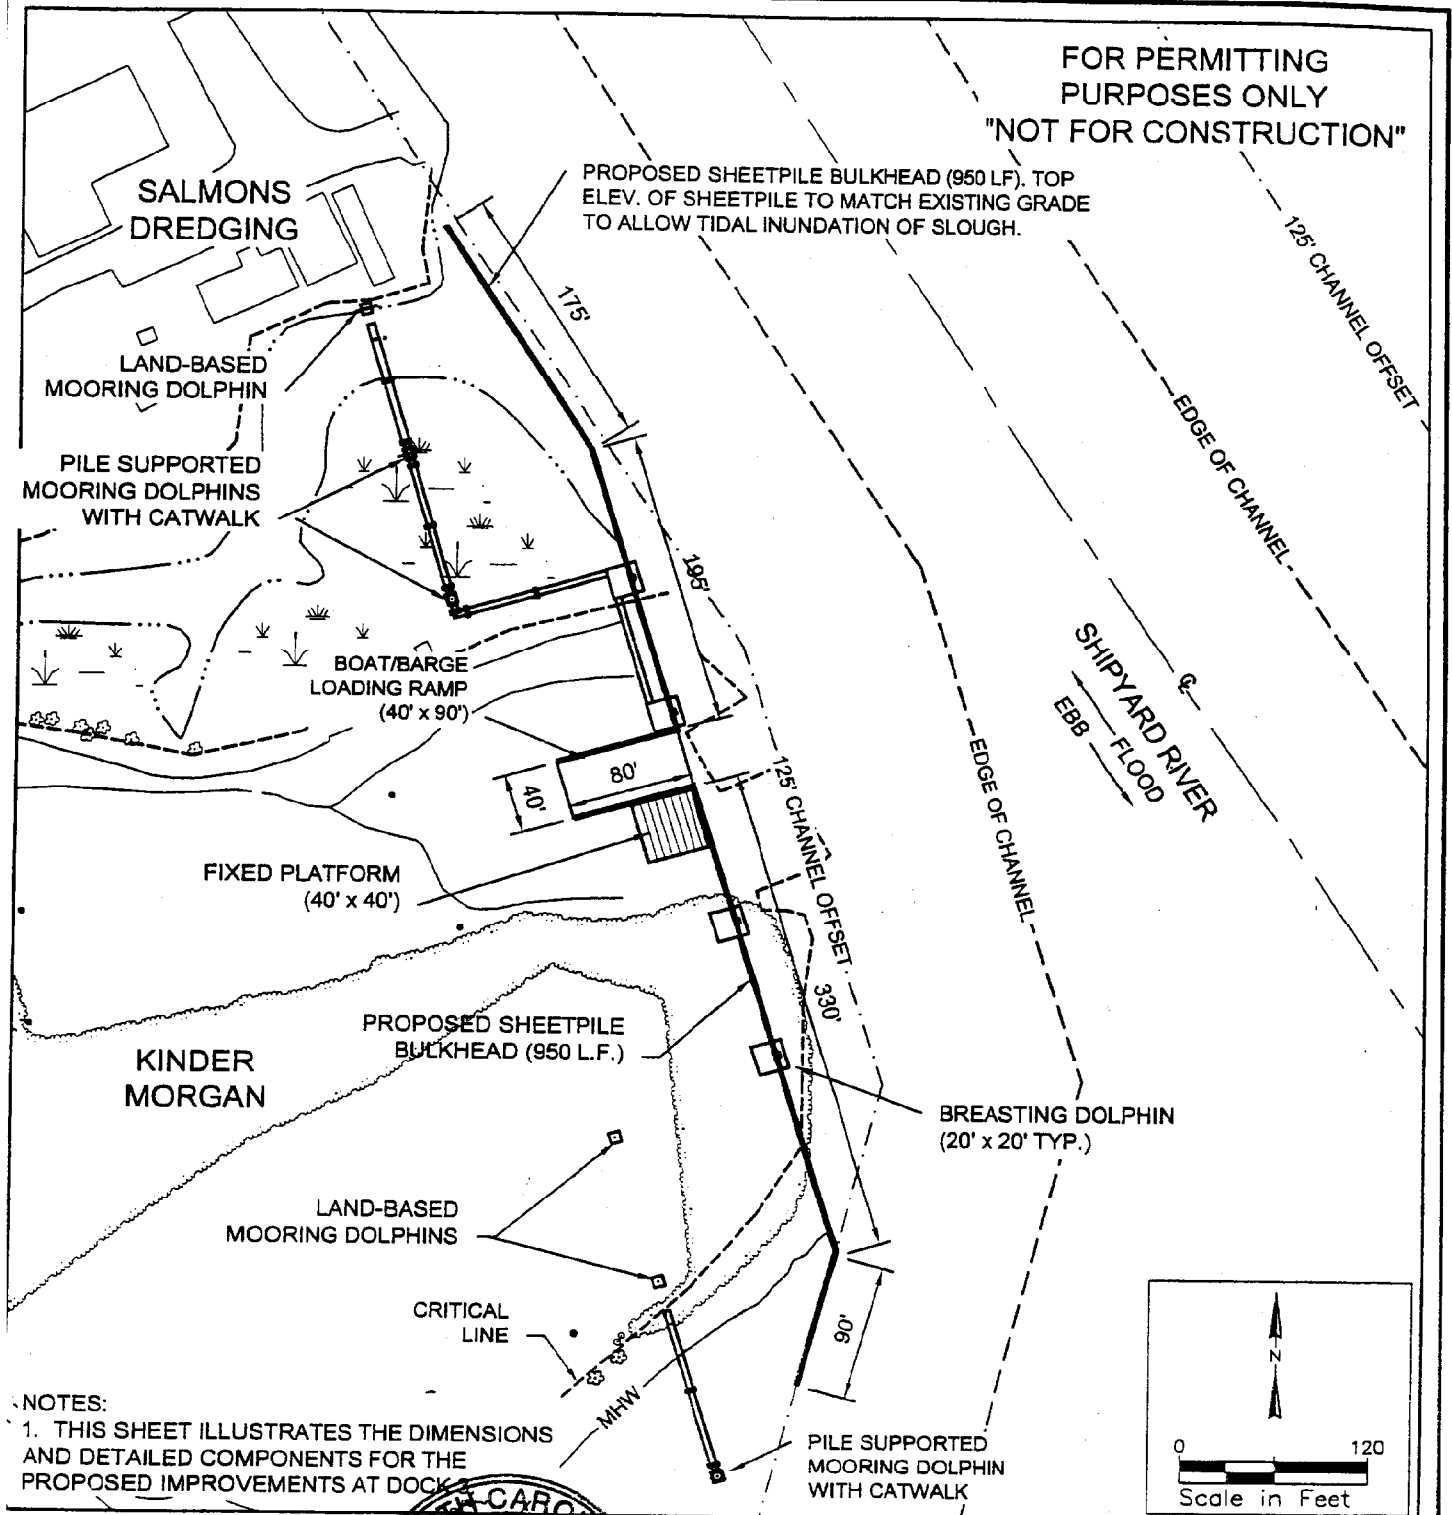 FOR PERMITTING
PURPOSES ONLY
"NOT FOR CONSTRUCTION"
PROPOSED SHEETPILE BULKHEAD (950 LF). TOP
ELEV. OF SHEETPILE TO MATCH EXISTING GRADE
TO ALLOW TIDAL INUNDATION OF SLOUGH.
SALMONS
DREDGING
175'
125' CHANNEL OFFSET
LAND-BASED
MOORING DOLPHIN
EDGE OF CHANNEL
PILE SUPPORTED
MOORING DOLPHINS
WITH CATWALK
195'
SHIPYARD RIVER
℄
FLOOD
EBB
BOAT/BARGE
LOADING RAMP
(40' x 90')
80'
40'
125' CHANNEL OFFSET
EDGE OF CHANNEL
FIXED PLATFORM
(40' x 40')
330'
PROPOSED SHEETPILE
BULKHEAD (950 L.F.)
KINDER
MORGAN
BREASTING DOLPHIN
(20' x 20' TYP.)
LAND-BASED
MOORING DOLPHINS
CRITICAL
LINE
90'
MHW
NOTES:
1. THIS SHEET ILLUSTRATES THE DIMENSIONS
AND DETAILED COMPONENTS FOR THE
PROPOSED IMPROVEMENTS AT DOCK
PILE SUPPORTED
MOORING DOLPHIN
WITH CATWALK
N
0 120
Scale in Feet